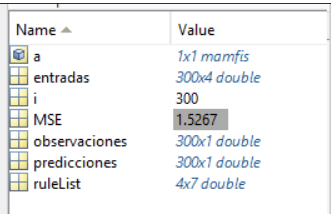 Name Value
a 1x1 mamfis
entradas 300x4 double
i 300
MSE 1.5267
observaciones 300x1 double
predicciones 300x1 double
ruleList 4x7 double